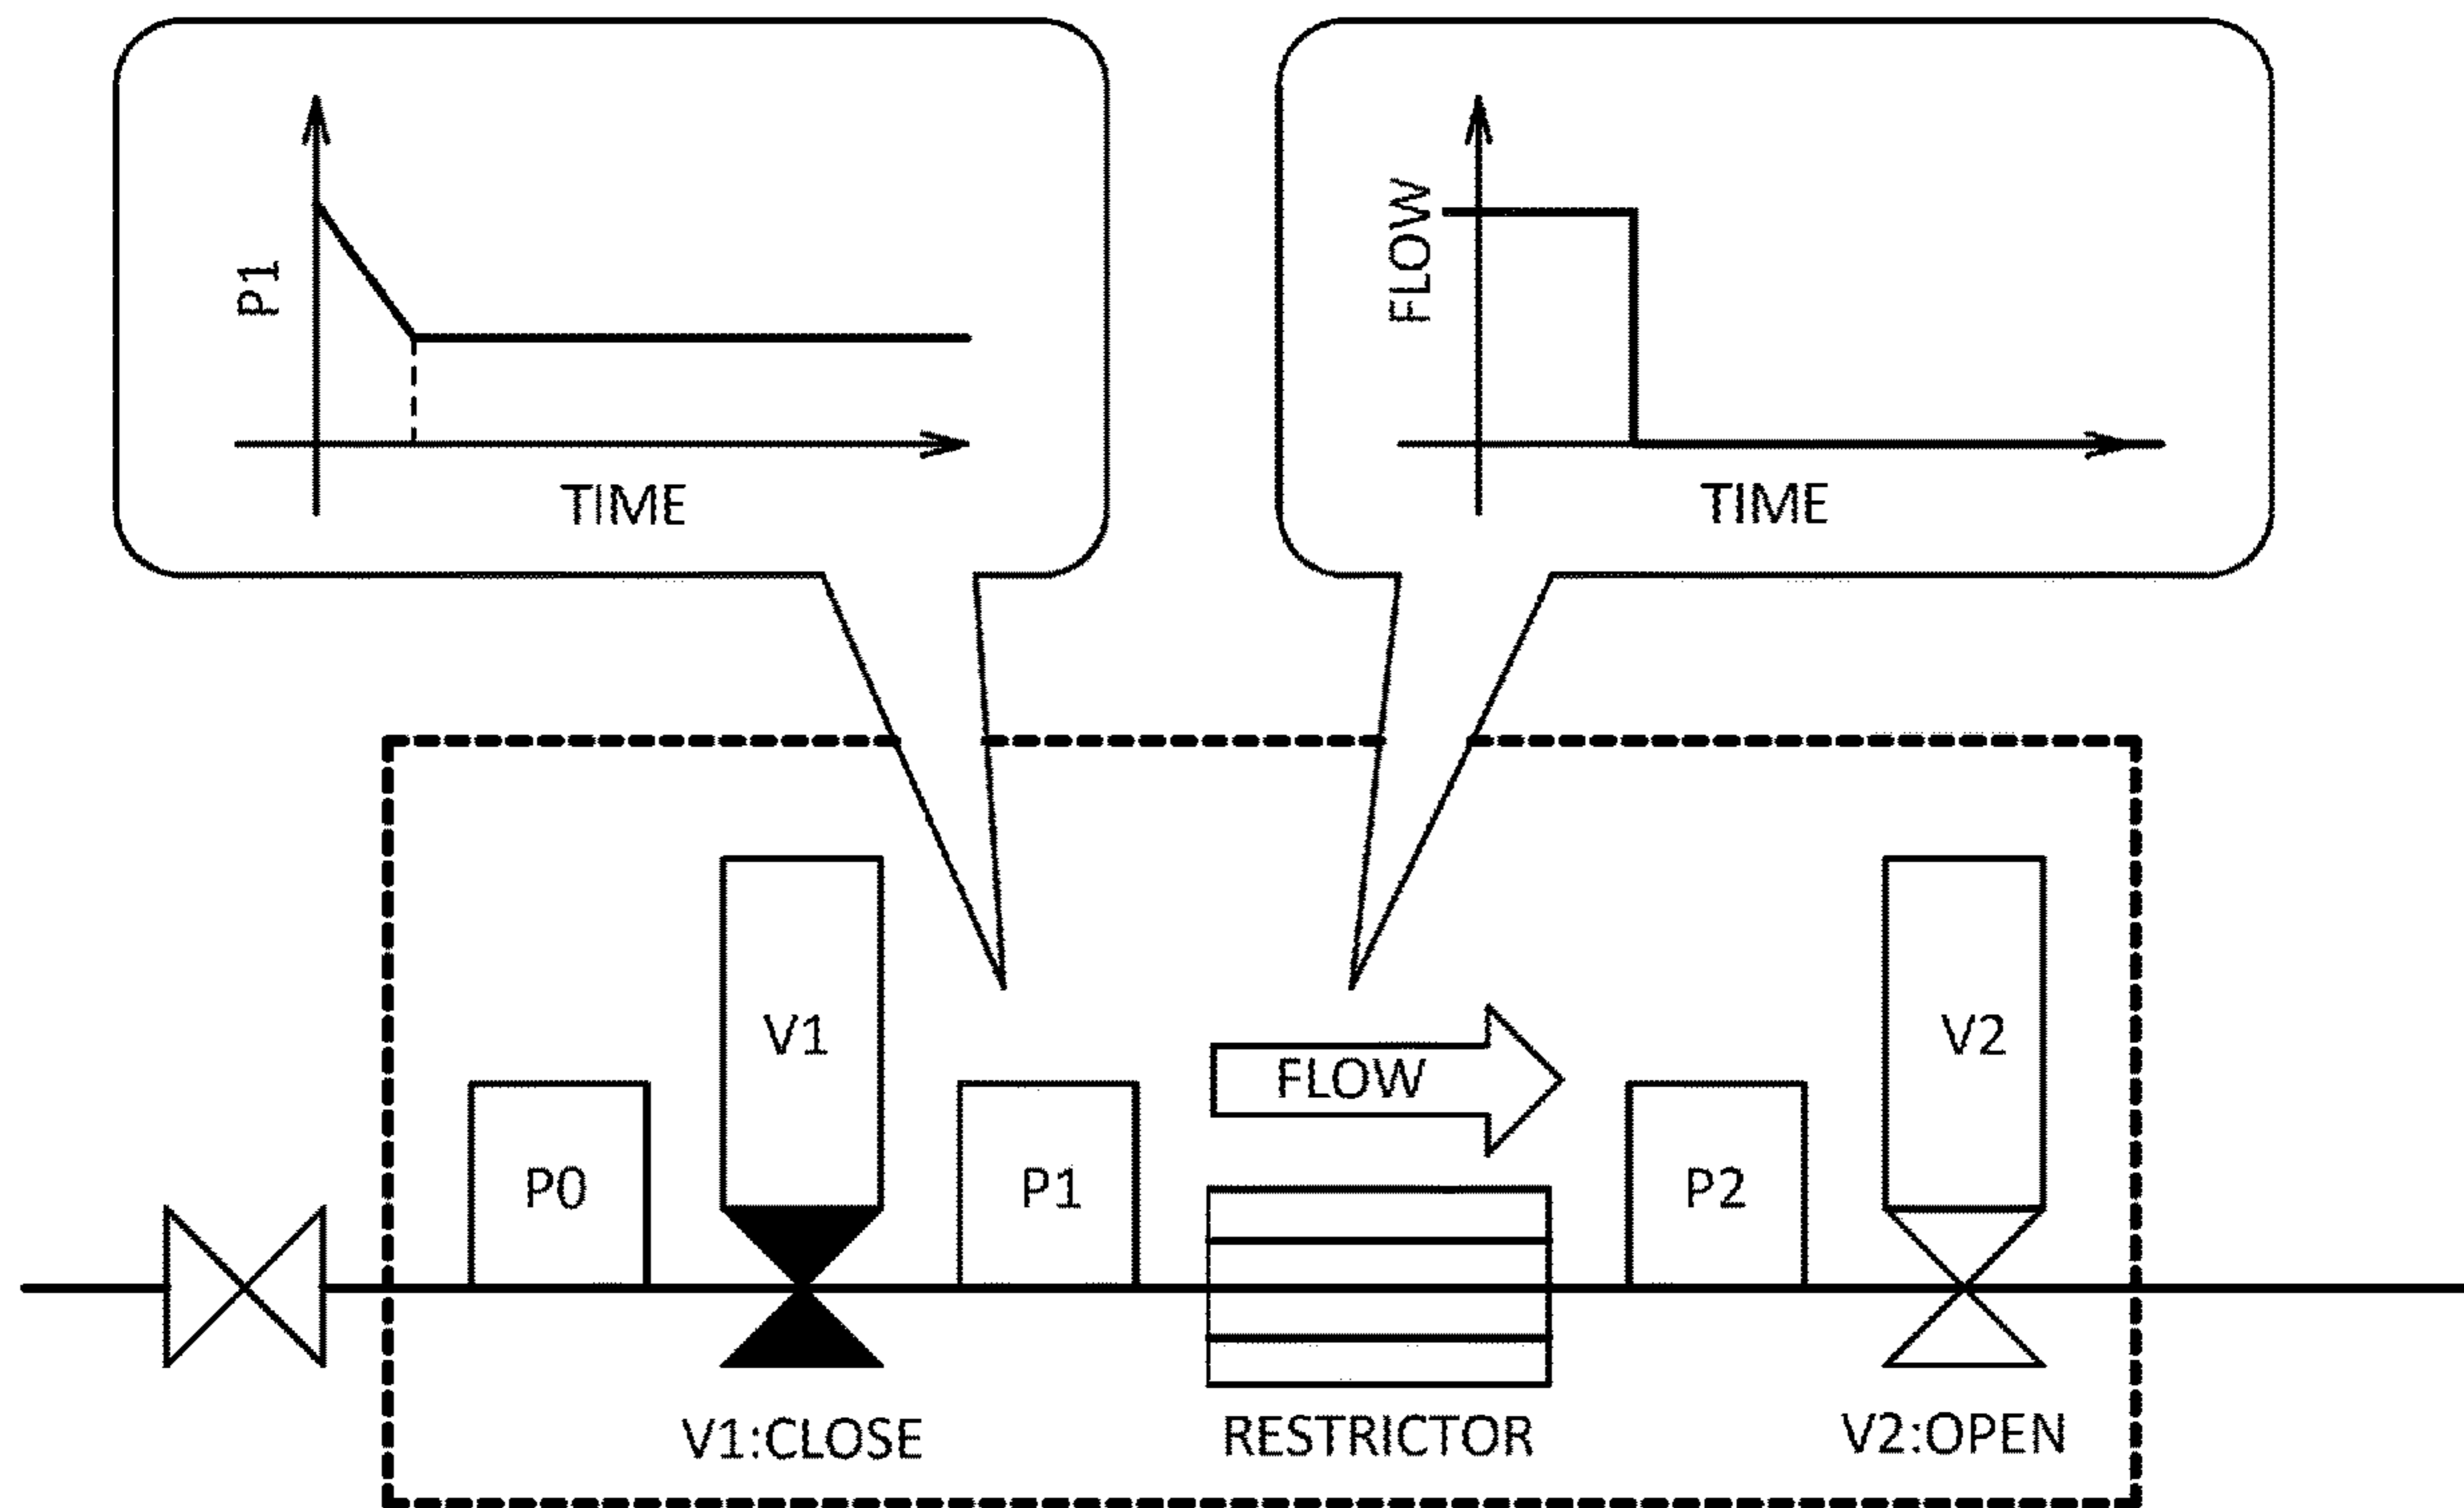 P1
TIME
FLOW
TIME
V1
V2
FLOW
P0
P1
P2
V1:CLOSE
RESTRICTOR
V2:OPEN